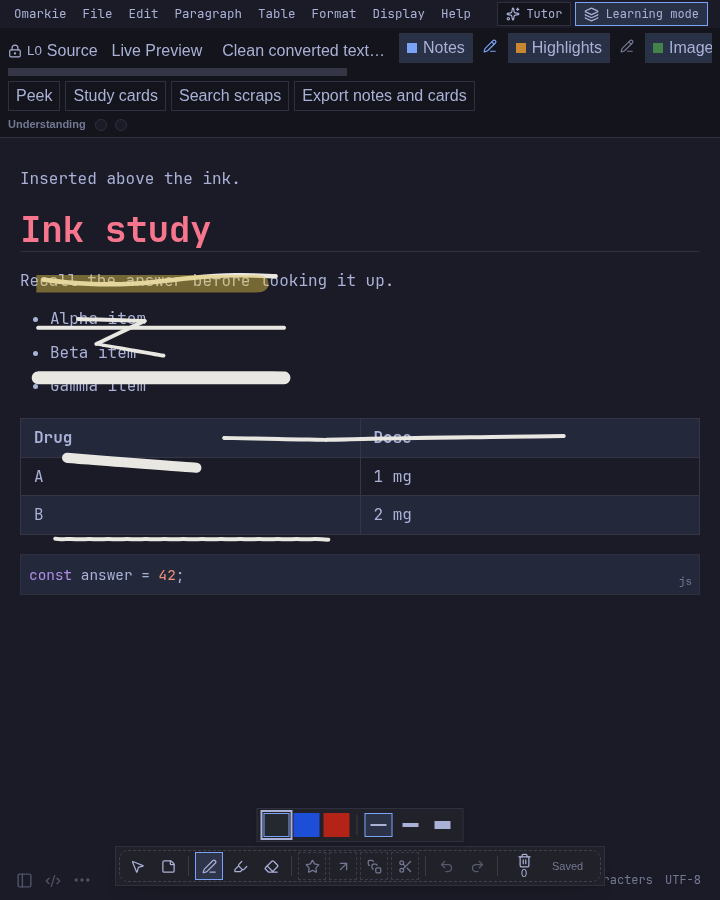 Omarkie File Edit Paragraph Table Format Display Help Tutor Learning mode
L0 Source Live Preview Clean converted text… Notes Highlights Image
Peek Study cards Search scraps Export notes and cards
Understanding
Inserted above the ink.
Ink study
Recall the answer before looking it up.
Alpha item
Beta item
Gamma item
Drug Dose
A 1 mg
B 2 mg
const answer = 42;
js
0 Saved
racters UTF-8